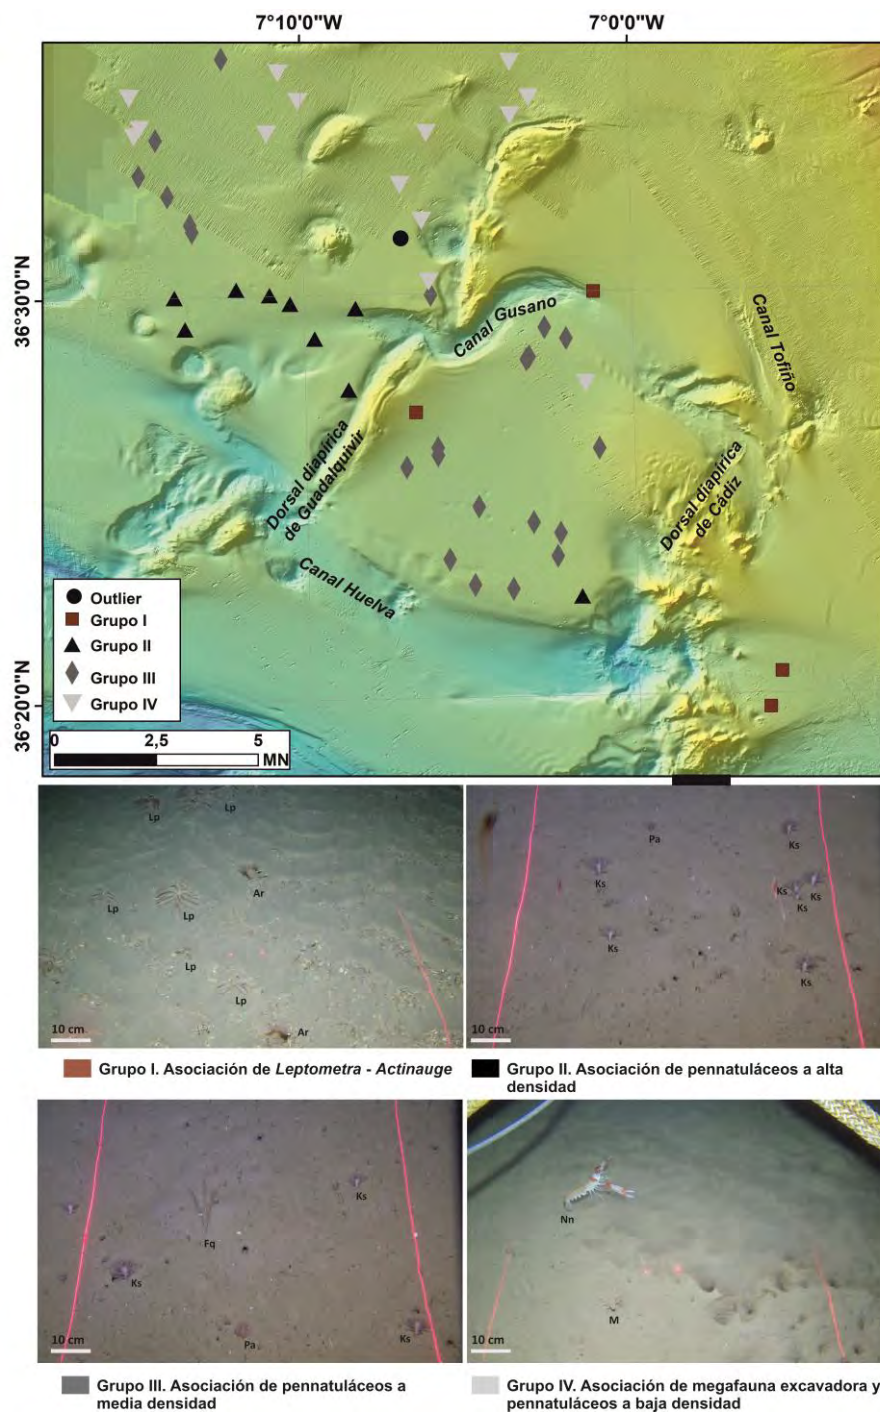 7°10'0"W
7°0'0"W
36°30'0"N
36°20'0"N
Canal Gusano
Canal Tofiño
Dorsal diapírica
de Guadalquivir
Dorsal diapírica
de Cádiz
Canal Huelva
Outlier
Grupo I
Grupo II
Grupo III
Grupo IV
0 2,5 5
MN
Lp
Lp
Lp
Lp
Ar
Lp
Lp
Ar
10 cm
Pa
Ks
Ks
Ks
Ks
Ks
Ks
Ks
10 cm
Grupo I. Asociación de Leptometra - Actinauge
Grupo II. Asociación de pennatuláceos a alta
densidad
Ks
Fq
Ks
Pa
Ks
10 cm
Nn
M
10 cm
Grupo III. Asociación de pennatuláceos a
media densidad
Grupo IV. Asociación de megafauna excavadora y
pennatuláceos a baja densidad